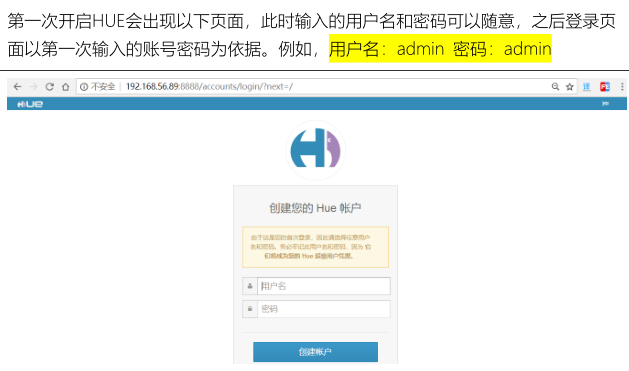 第一次开启HUE会出现以下页面，此时输入的用户名和密码可以随意，之后登录页
面以第一次输入的账号密码为依据。例如，用户名：admin 密码：admin
不安全 | 192.168.56.89:8888/accounts/login/?next=/
HUE
创建您的 Hue 帐户
由于这是您的首次登录，因此请选择任意用户
名和密码。务必牢记此用户名和密码，因为 它
们将成为您的 Hue 超级用户凭据。
用户名
密码
创建帐户